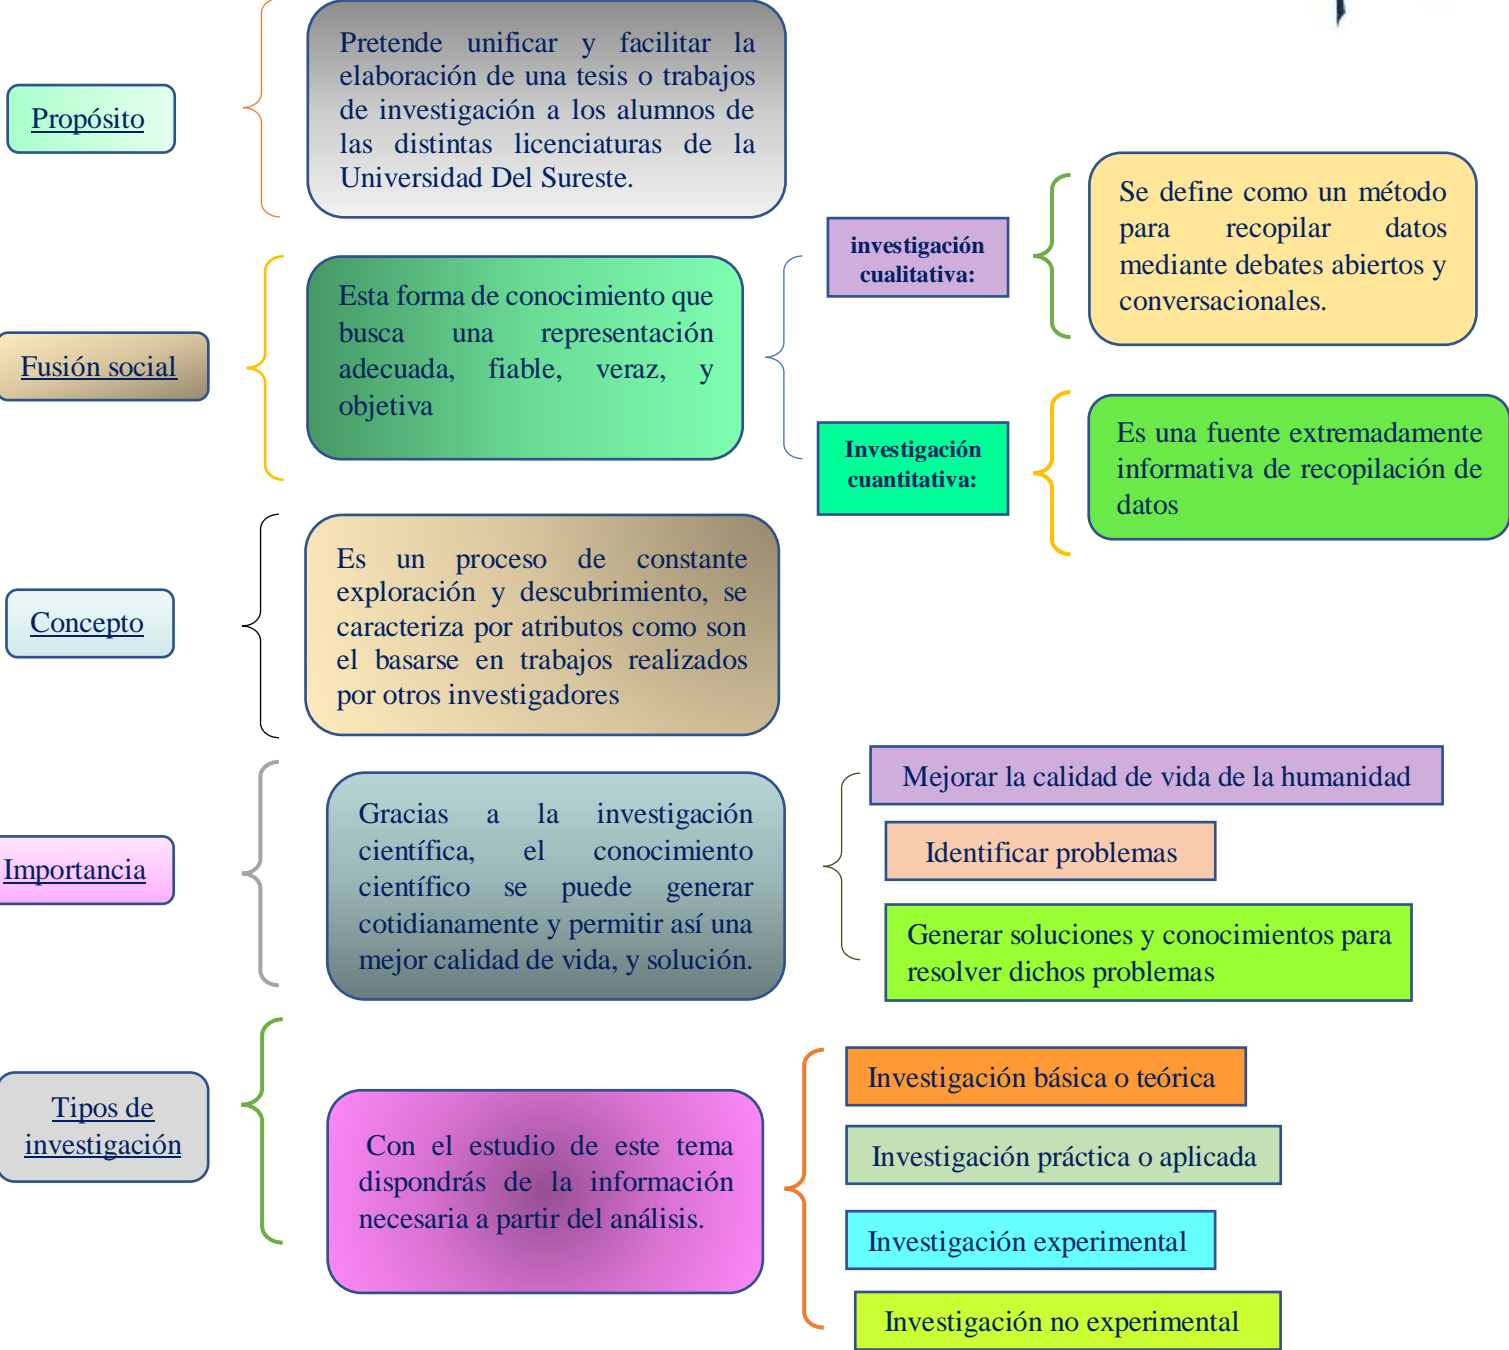 Propósito
Pretende unificar y facilitar la
elaboración de una tesis o trabajos
de investigación a los alumnos de
las distintas licenciaturas de la
Universidad Del Sureste.
Fusión social
Esta forma de conocimiento que
busca una representación
adecuada, fiable, veraz, y
objetiva
investigación
cualitativa:
Se define como un método
para recopilar datos
mediante debates abiertos y
conversacionales.
Investigación
cuantitativa:
Es una fuente extremadamente
informativa de recopilación de
datos
Concepto
Es un proceso de constante
exploración y descubrimiento, se
caracteriza por atributos como son
el basarse en trabajos realizados
por otros investigadores
Importancia
Gracias a la investigación
científica, el conocimiento
científico se puede generar
cotidianamente y permitir así una
mejor calidad de vida, y solución.
Mejorar la calidad de vida de la humanidad
Identificar problemas
Generar soluciones y conocimientos para
resolver dichos problemas
Tipos de
investigación
Con el estudio de este tema
dispondrás de la información
necesaria a partir del análisis.
Investigación básica o teórica
Investigación práctica o aplicada
Investigación experimental
Investigación no experimental